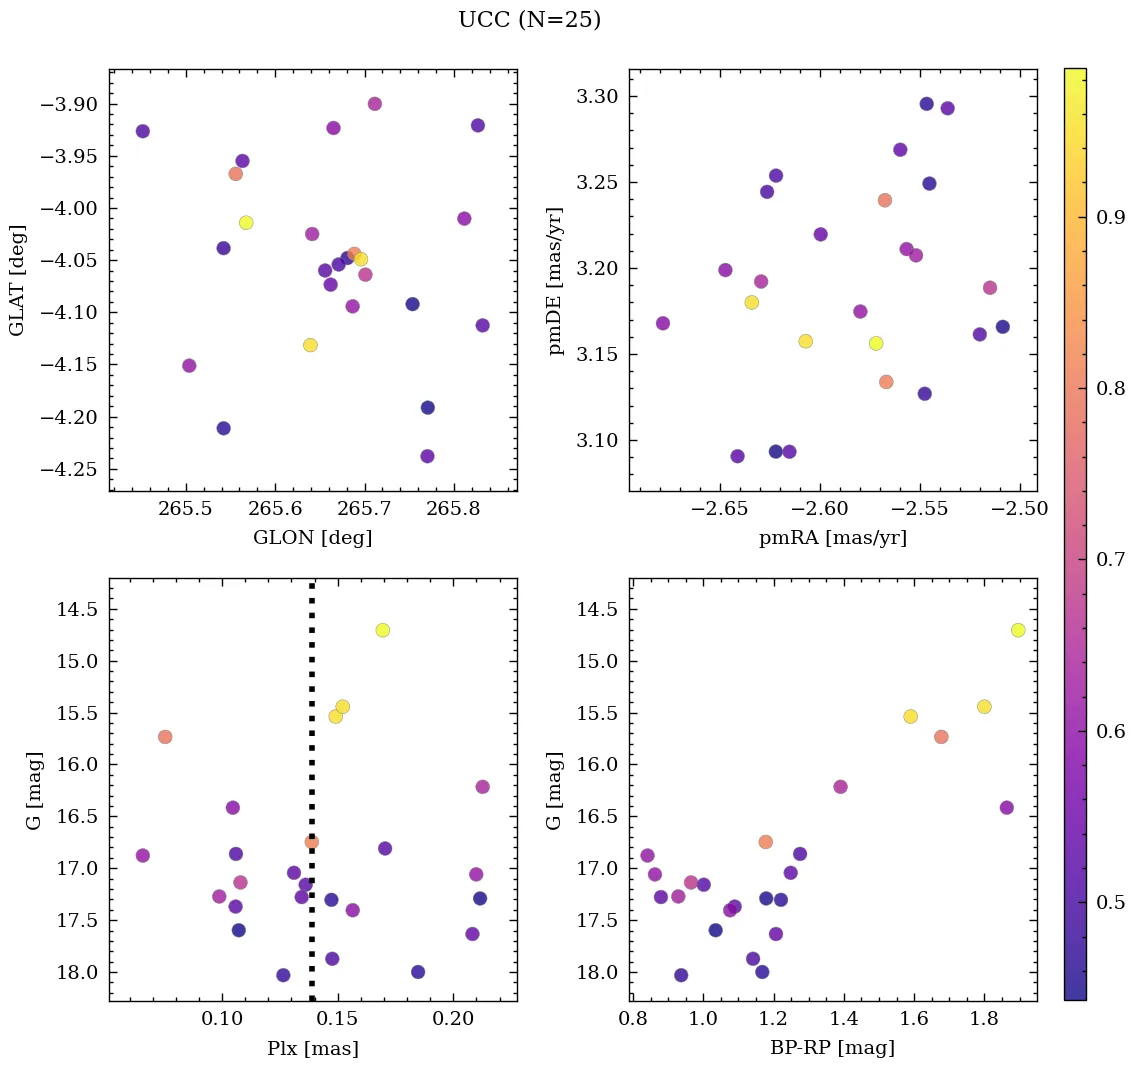 UCC (N=25)
−3.90
−3.95
−4.00
−4.05
−4.10
−4.15
−4.20
−4.25
GLAT [deg]
265.5 265.6 265.7 265.8
GLON [deg]
3.30
3.25
3.20
3.15
3.10
pmDE [mas/yr]
−2.65 −2.60 −2.55 −2.50
pmRA [mas/yr]
14.5
15.0
15.5
16.0
16.5
17.0
17.5
18.0
G [mag]
0.10 0.15 0.20
Plx [mas]
14.5
15.0
15.5
16.0
16.5
17.0
17.5
18.0
G [mag]
0.8 1.0 1.2 1.4 1.6 1.8
BP-RP [mag]
0.9
0.8
0.7
0.6
0.5